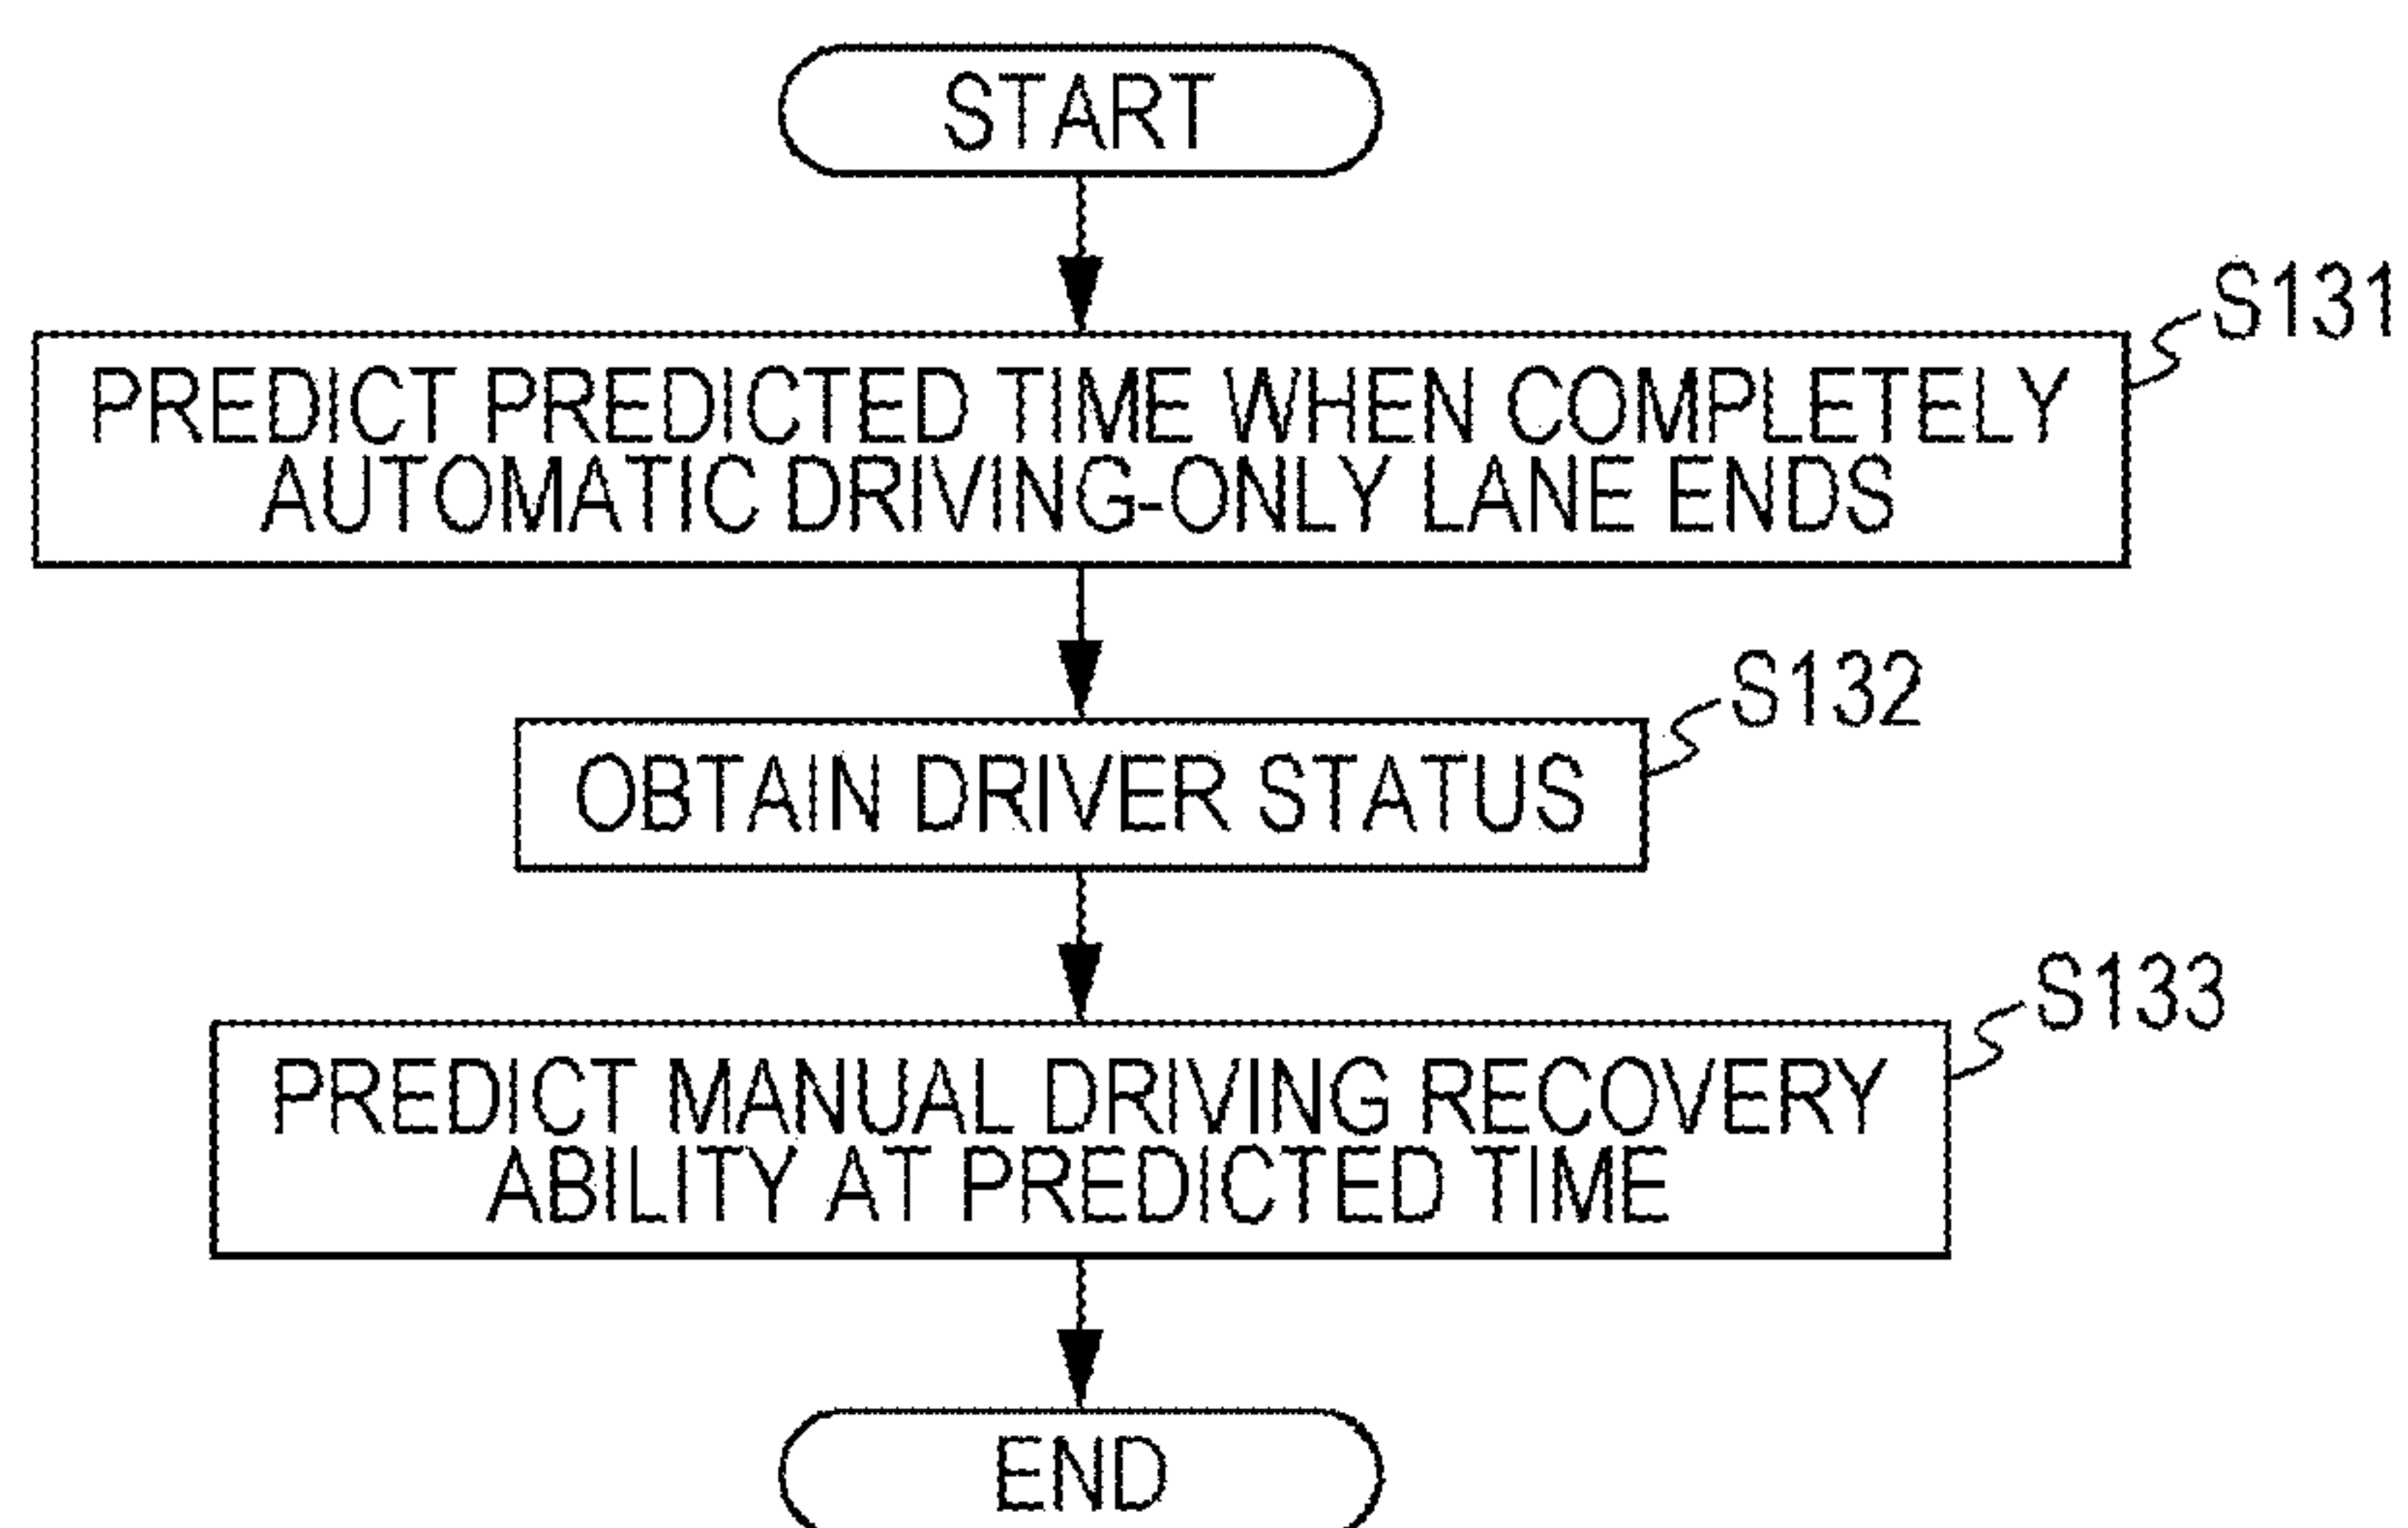 START
S131
PREDICT PREDICTED TIME WHEN COMPLETELY
AUTOMATIC DRIVING-ONLY LANE ENDS
S132
OBTAIN DRIVER STATUS
S133
PREDICT MANUAL DRIVING RECOVERY
ABILITY AT PREDICTED TIME
END